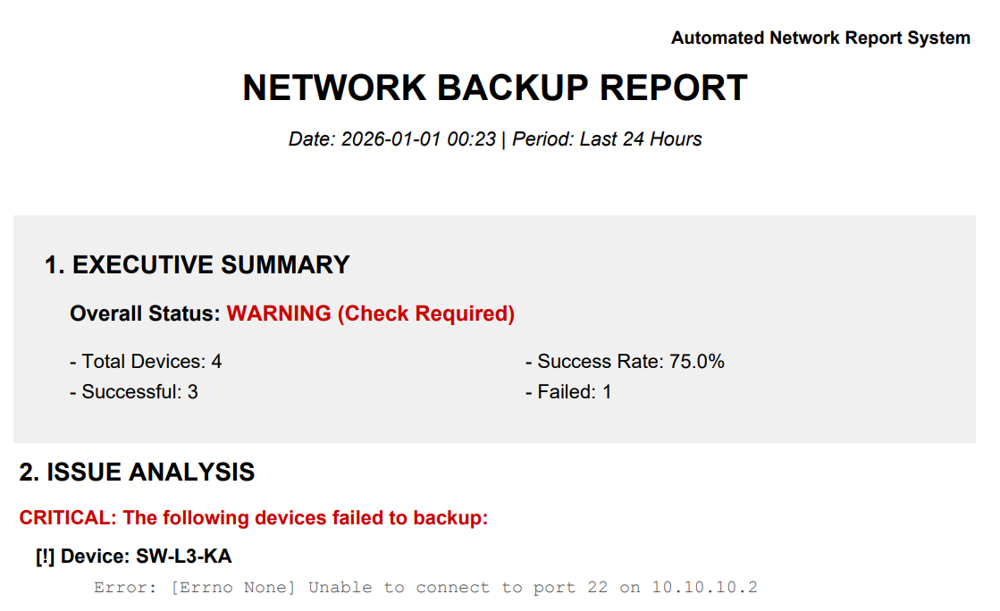 Automated Network Report System
NETWORK BACKUP REPORT
Date: 2026-01-01 00:23 | Period: Last 24 Hours
1. EXECUTIVE SUMMARY
Overall Status: WARNING (Check Required)
- Total Devices: 4
- Success Rate: 75.0%
- Successful: 3
- Failed: 1
2. ISSUE ANALYSIS
CRITICAL: The following devices failed to backup:
[!] Device: SW-L3-KA
Error: [Errno None] Unable to connect to port 22 on 10.10.10.2